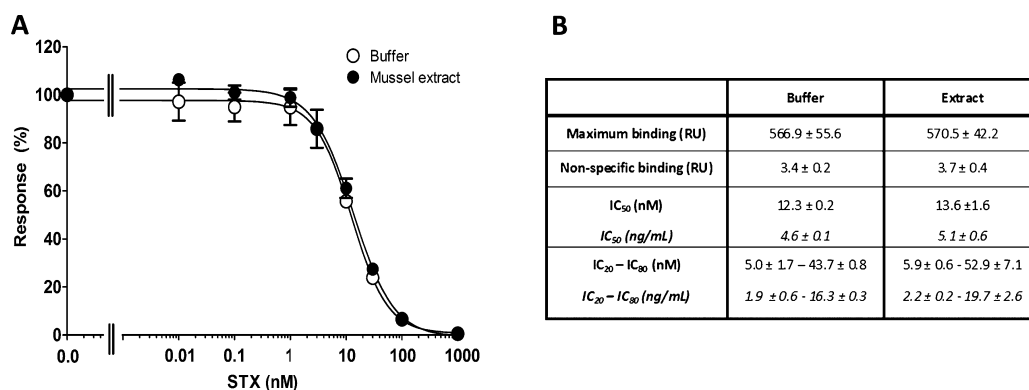 A
120
100
80
60
40
20
0
Response (%)
0.0 0.01 0.1 1 10 100 1000
STX (nM)
Buffer
Mussel extract
B
Buffer Extract
Maximum binding (RU) 566.9 ± 55.6 570.5 ± 42.2
Non-specific binding (RU) 3.4 ± 0.2 3.7 ± 0.4
IC50 (nM) 12.3 ± 0.2 13.6 ±1.6
IC50 (ng/mL) 4.6 ± 0.1 5.1 ± 0.6
IC20 – IC80 (nM) 5.0 ± 1.7 – 43.7 ± 0.8 5.9 ± 0.6 - 52.9 ± 7.1
IC20 – IC80 (ng/mL) 1.9 ± 0.6 - 16.3 ± 0.3 2.2 ± 0.2 - 19.7 ± 2.6